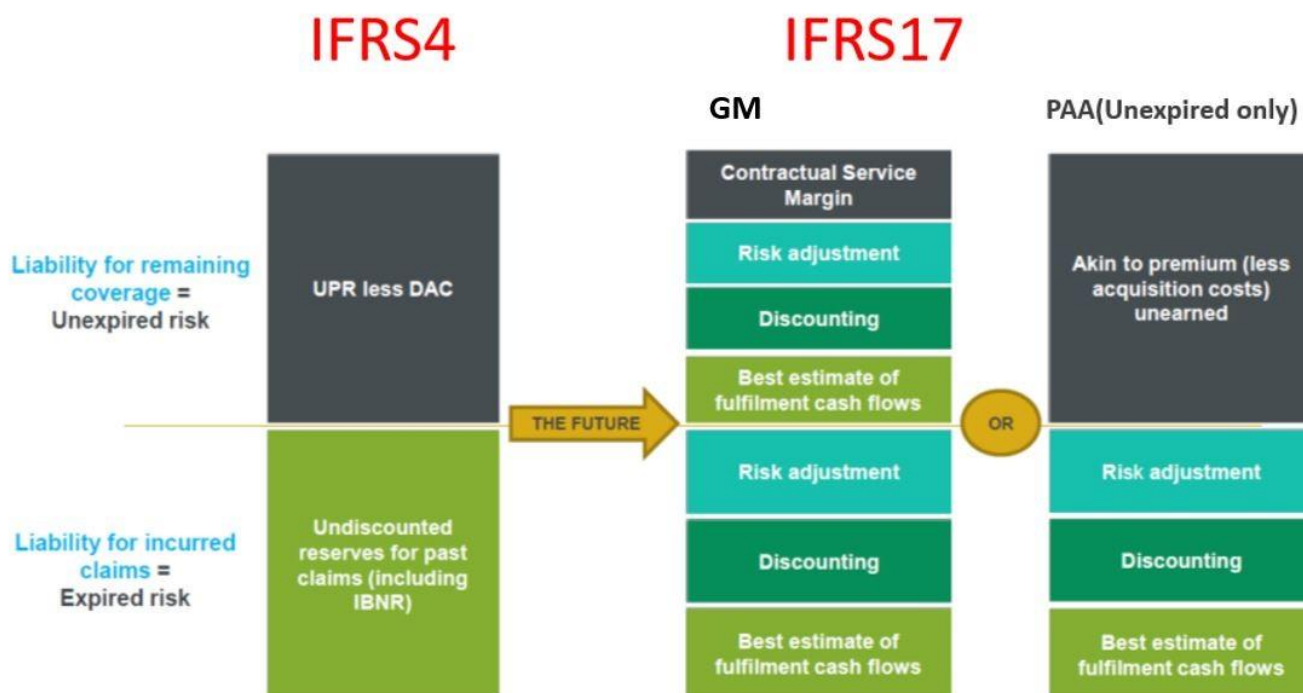 IFRS4
IFRS17
GM
PAA(Unexpired only)
Liability for remaining
coverage =
Unexpired risk
UPR less DAC
Contractual Service
Margin
Risk adjustment
Discounting
Best estimate of
fulfilment cash flows
Akin to premium (less
acquisition costs)
unearned
THE FUTURE
OR
Liability for incurred
claims =
Expired risk
Undiscounted
reserves for past
claims (including
IBNR)
Risk adjustment
Discounting
Best estimate of
fulfilment cash flows
Risk adjustment
Discounting
Best estimate of
fulfilment cash flows